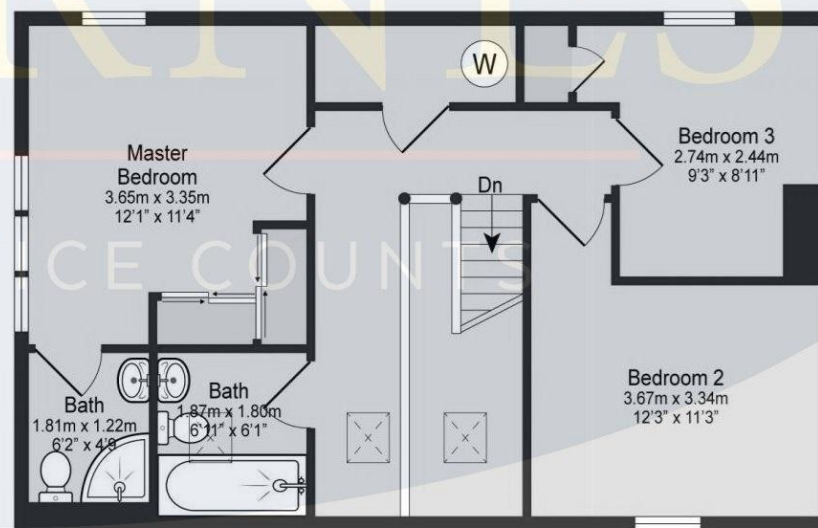 W
Master
Bedroom
3.65m x 3.35m
12'1" x 11'4"
Bedroom 3
2.74m x 2.44m
9'3" x 8'11"
Dn
ICE COUNTS
Bath
1.81m x 1.22m
6'2" x 4'9
Bath
1.87m x 1.80m
6'11" x 6'1"
Bedroom 2
3.67m x 3.34m
12'3" x 11'3"